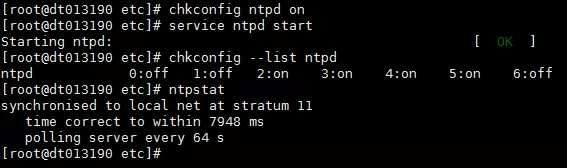 [root@dt013190 etc]# chkconfig ntpd on
[root@dt013190 etc]# service ntpd start
Starting ntpd:                                             [  OK  ]
[root@dt013190 etc]# chkconfig --list ntpd
ntpd            0:off   1:off   2:on    3:on    4:on    5:on    6:off
[root@dt013190 etc]# ntpstat
synchronised to local net at stratum 11
   time correct to within 7948 ms
   polling server every 64 s
[root@dt013190 etc]#